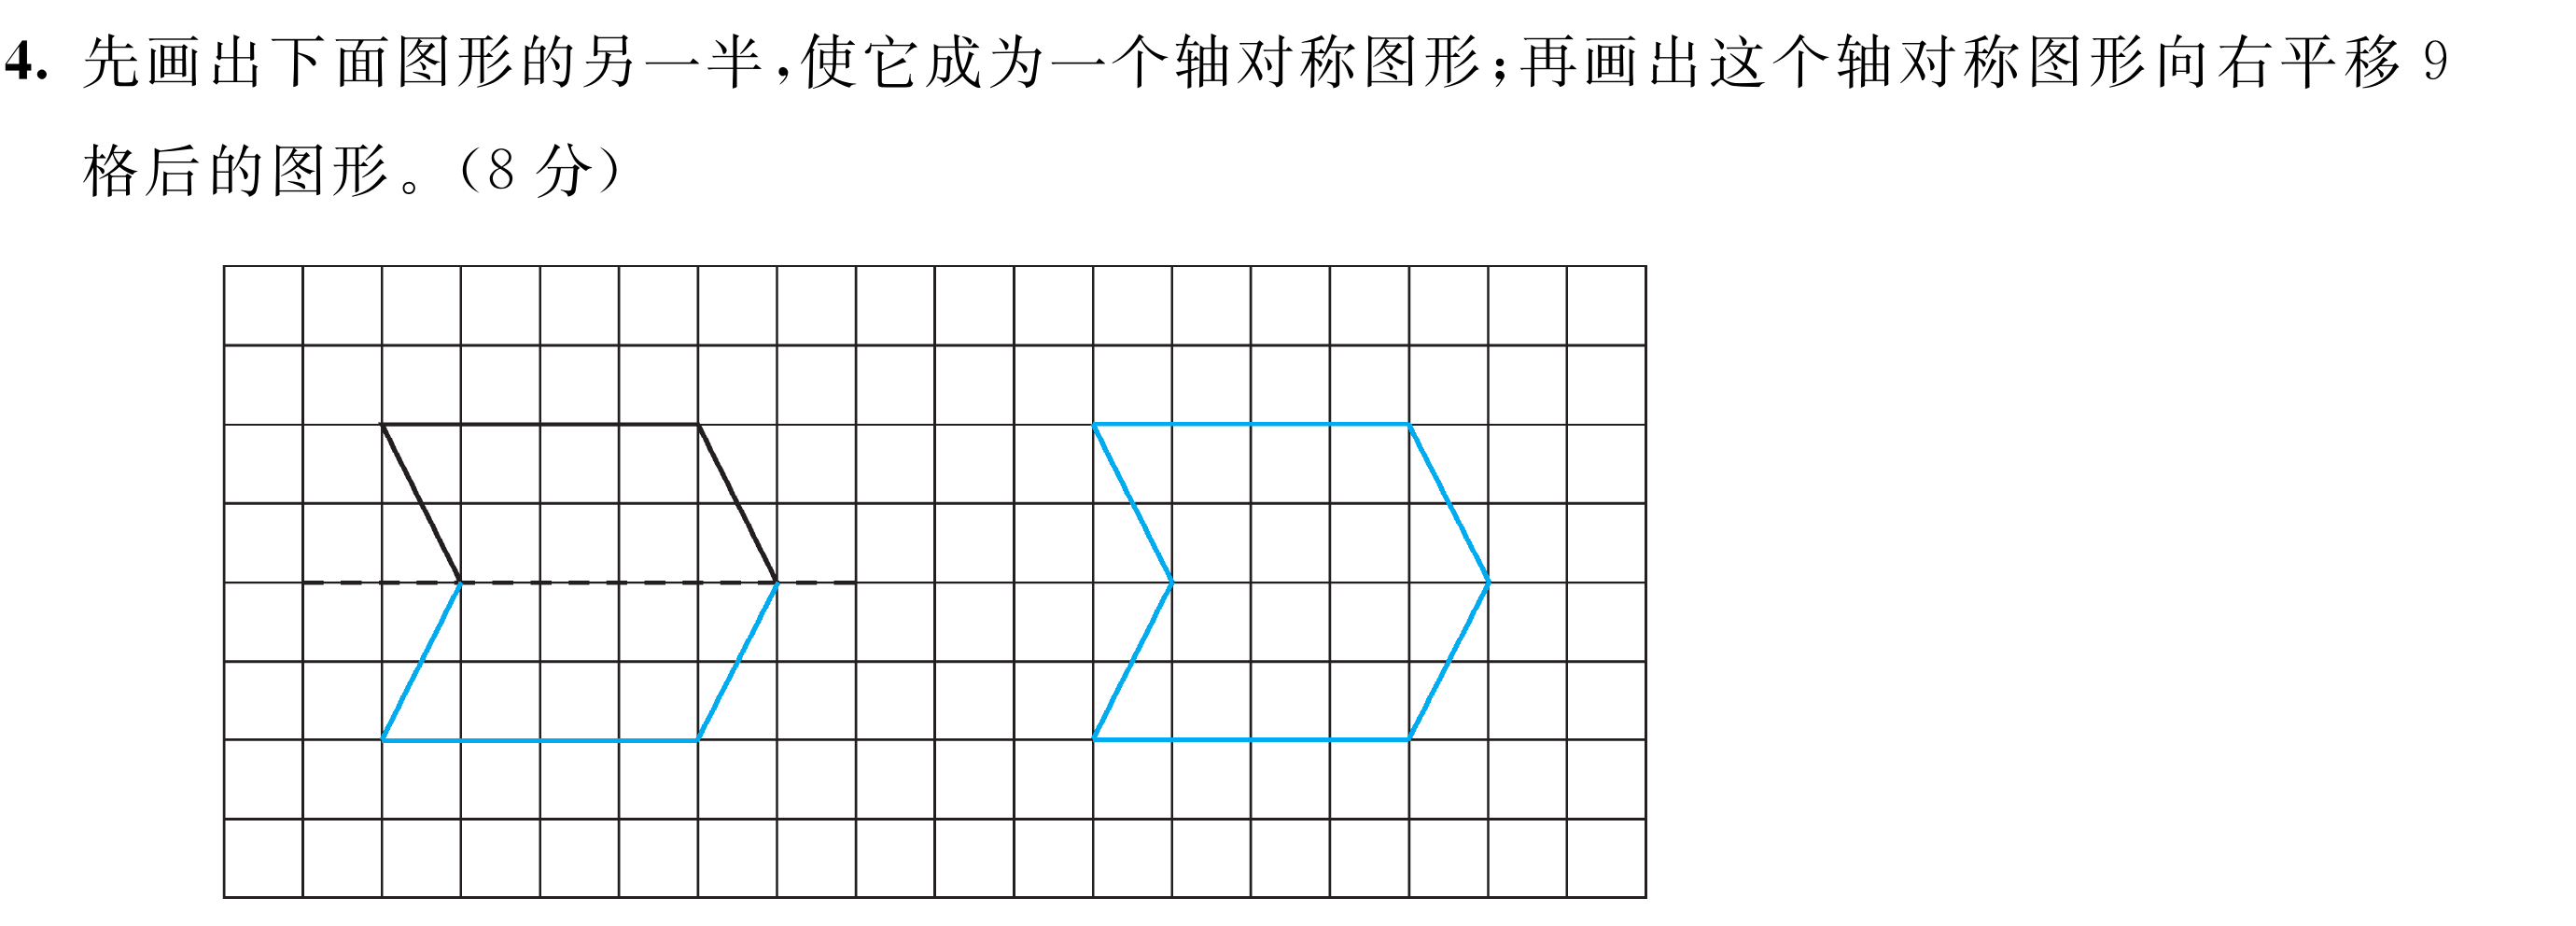 4. 先画出下面图形的另一半,使它成为一个轴对称图形;再画出这个轴对称图形向右平移 9
格后的图形。(8 分)